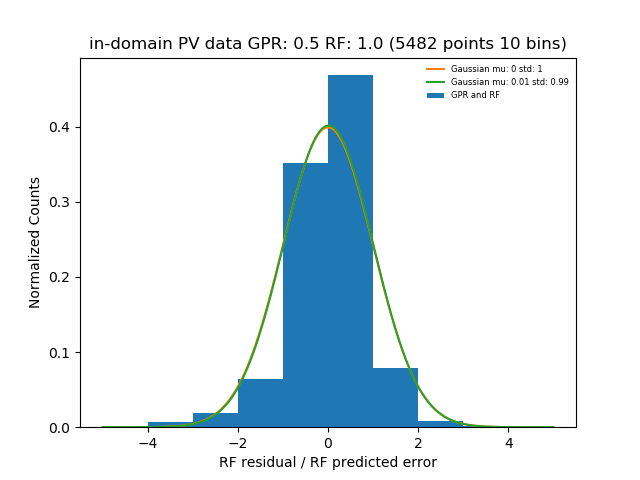 in-domain PV data GPR: 0.5 RF: 1.0 (5482 points 10 bins)
Gaussian mu: 0 std: 1
Gaussian mu: 0.01 std: 0.99
GPR and RF
Normalized Counts
0.4
0.3
0.2
0.1
0.0
−4 −2 0 2 4
RF residual / RF predicted error